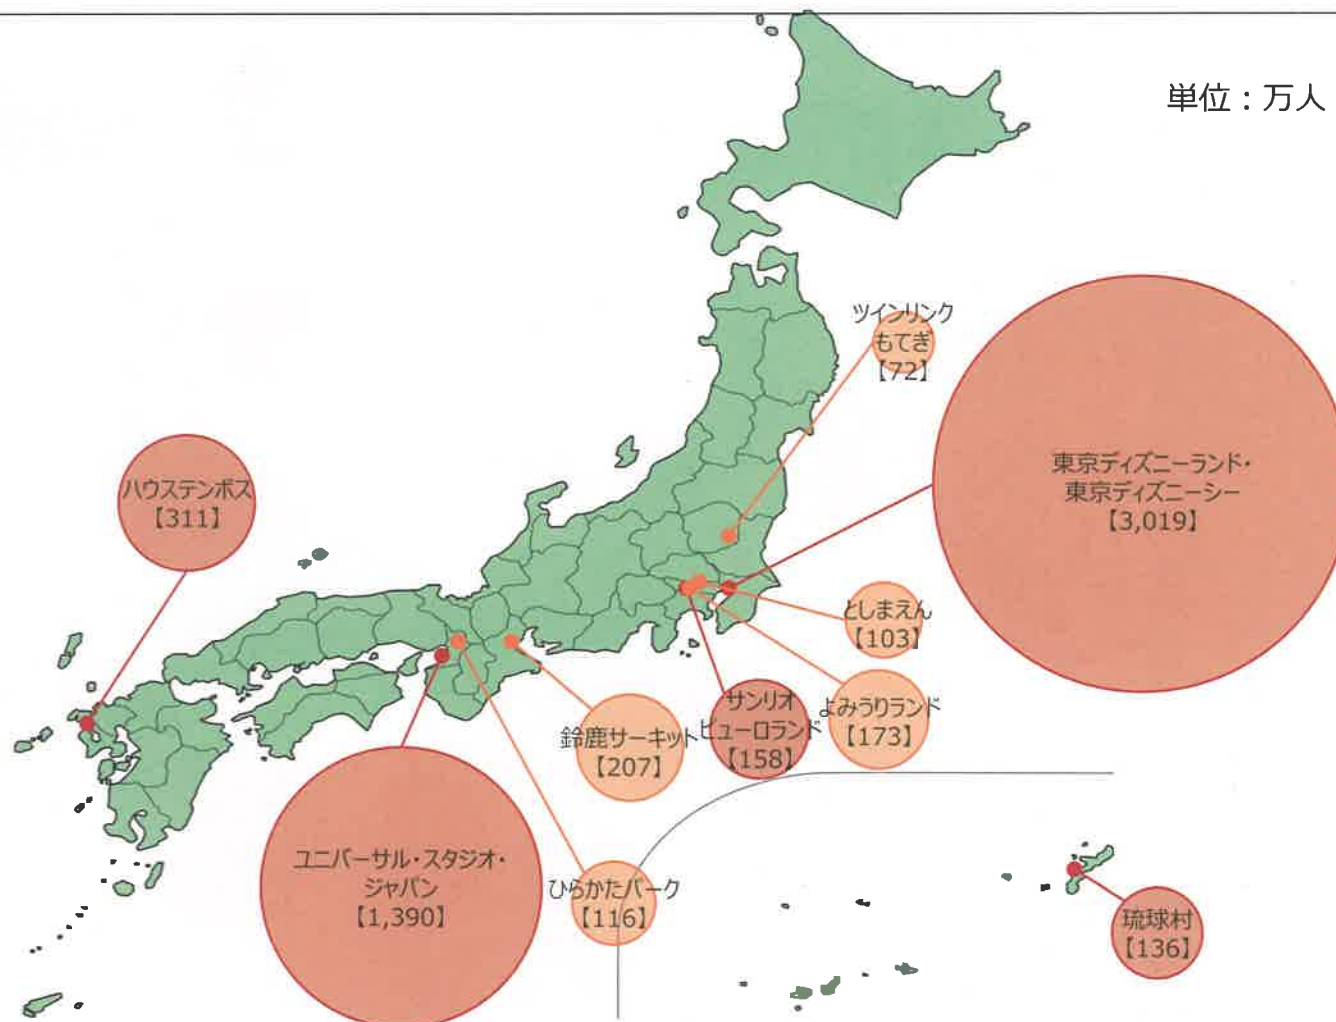 単位：万人
ツインリンク
もてぎ
【72】
東京ディズニーランド・
東京ディズニーシー
【3,019】
ハウステンボス
【311】
としまえん
【103】
サンリオ
ピューロランド
【158】
よみうりランド
【173】
鈴鹿サーキット
【207】
ユニバーサル・スタジオ・
ジャパン
【1,390】
ひらかたパーク
【116】
琉球村
【136】